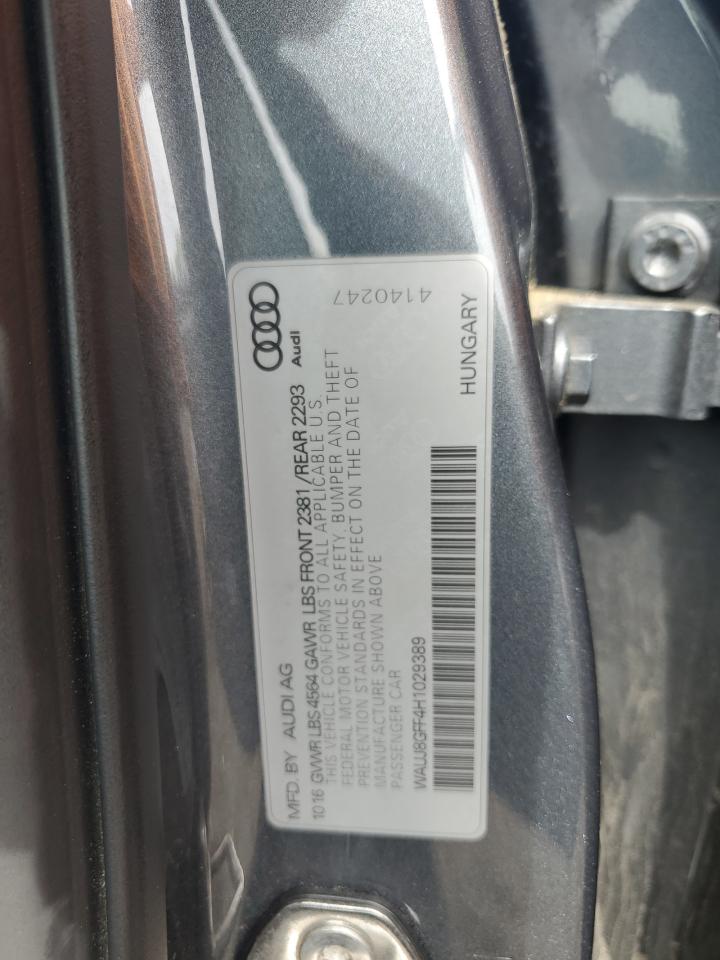 4140247
Audi
HUNGARY
MFD. BY AUDI AG
10 16 GVWR LBS 4564 GAWR LBS FRONT 2381 / REAR 2293
THIS VEHICLE CONFORMS TO ALL APPLICABLE U.S.
FEDERAL MOTOR VEHICLE SAFETY, BUMPER AND THEFT
PREVENTION STANDARDS IN EFFECT ON THE DATE OF
MANUFACTURE SHOWN ABOVE
PASSENGER CAR
WAUJ8GFF4H1029389